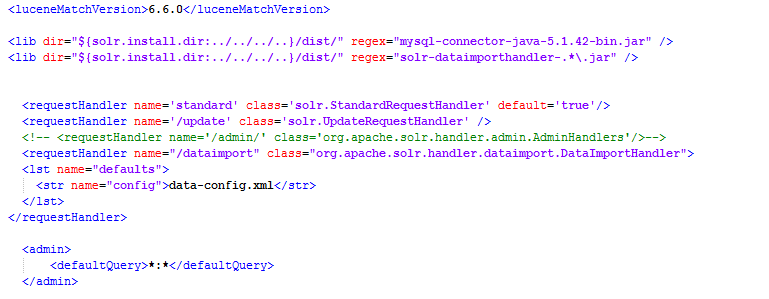 <luceneMatchVersion>6.6.0</luceneMatchVersion>
<lib dir="${solr.install.dir:../../../..}/dist/" regex="mysql-connector-java-5.1.42-bin.jar" />
<lib dir="${solr.install.dir:../../../..}/dist/" regex="solr-dataimporthandler-.*\.jar" />
<requestHandler name='standard' class='solr.StandardRequestHandler' default='true'/>
<requestHandler name='/update' class='solr.UpdateRequestHandler' />
<!-- <requestHandler name='/admin/' class='org.apache.solr.handler.admin.AdminHandlers'/>-->
<requestHandler name="/dataimport" class="org.apache.solr.handler.dataimport.DataImportHandler">
<lst name="defaults">
<str name="config">data-config.xml</str>
</lst>
</requestHandler>
<admin>
<defaultQuery>*:*</defaultQuery>
</admin>